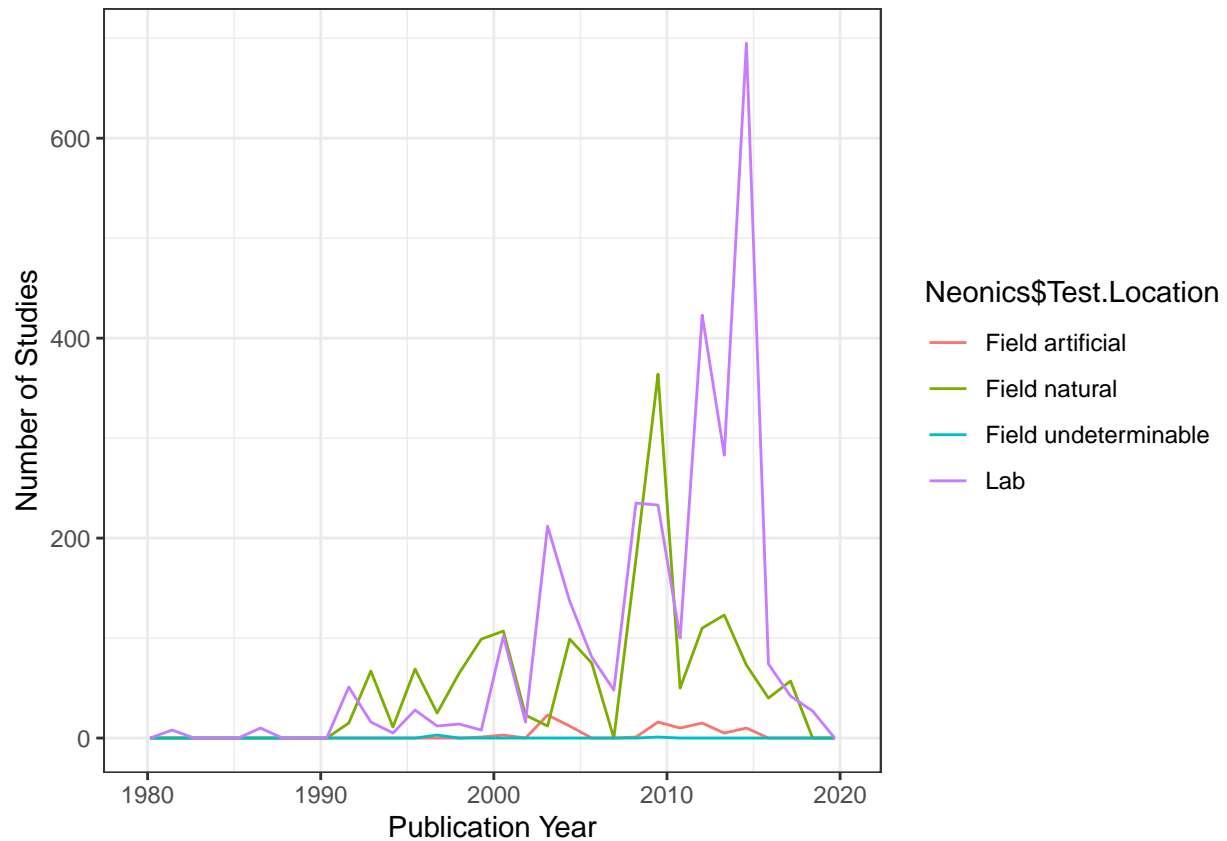 600
400
200
0
Number of Studies
1980
1990
2000
2010
2020
Publication Year
Neonics$Test.Location
Field artificial
Field natural
Field undeterminable
Lab